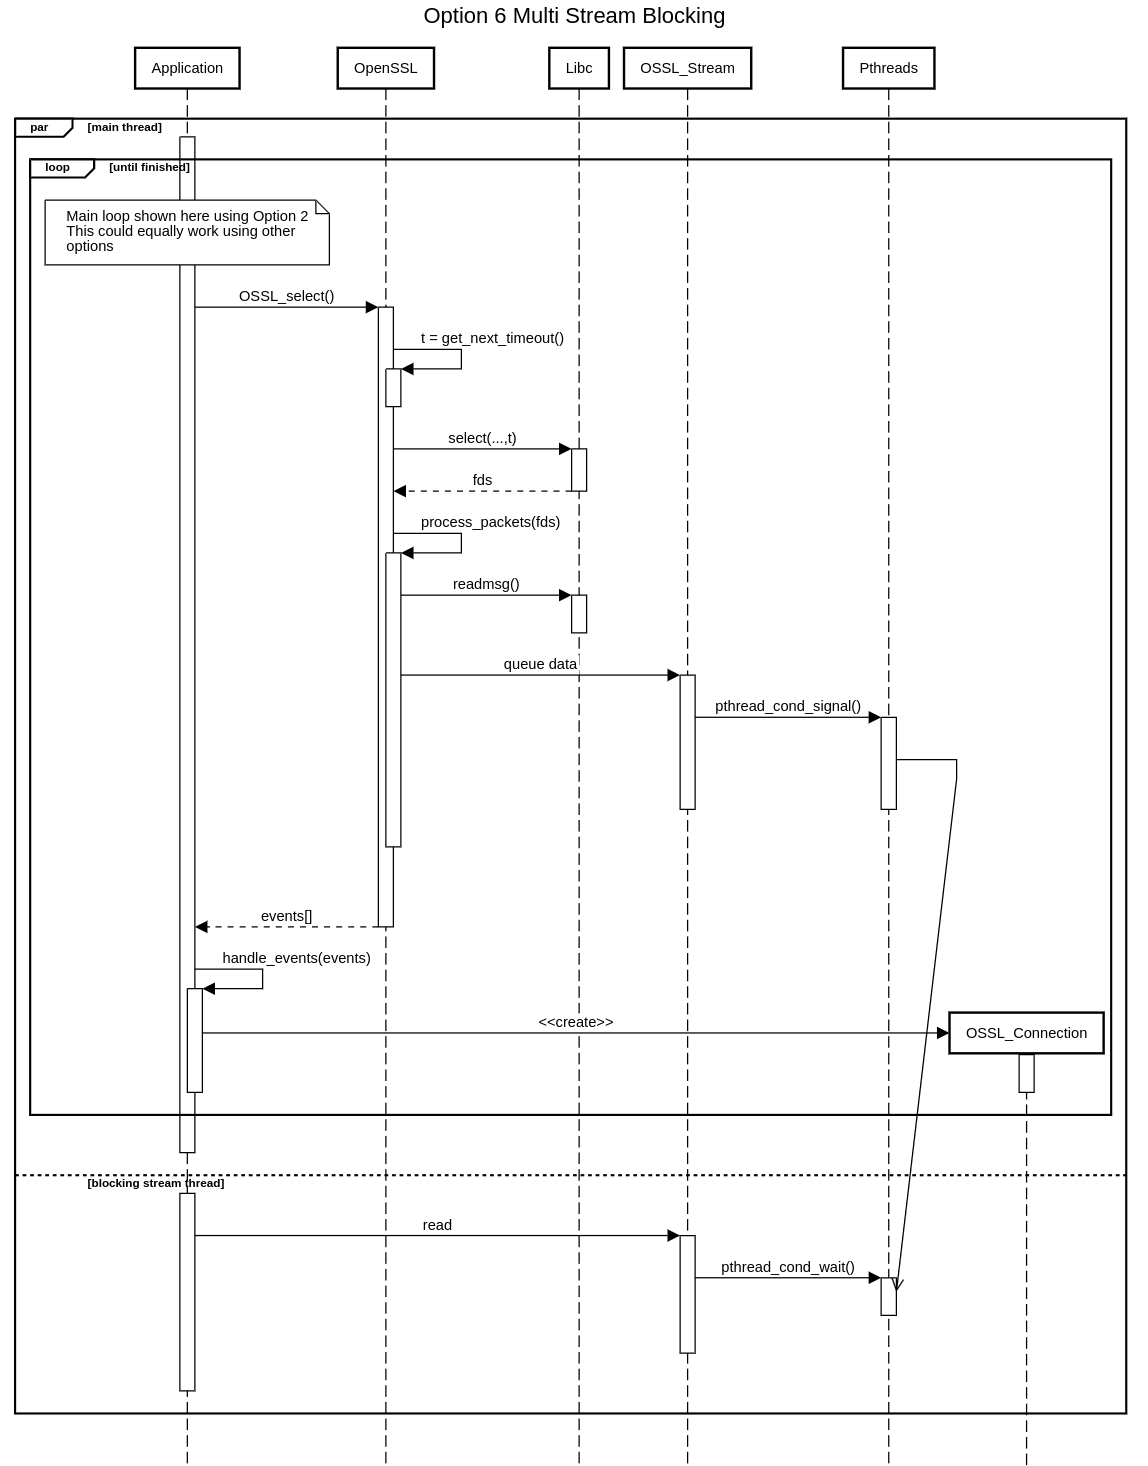 Option 6 Multi Stream Blocking
Application
OpenSSL
Libc
OSSL_Stream
Pthreads
par
[main thread]
loop
[until finished]
Main loop shown here using Option 2
This could equally work using other
options
OSSL_select()
t = get_next_timeout()
select(...,t)
fds
process_packets(fds)
readmsg()
queue data
pthread_cond_signal()
events[]
handle_events(events)
<<create>>
OSSL_Connection
[blocking stream thread]
read
pthread_cond_wait()